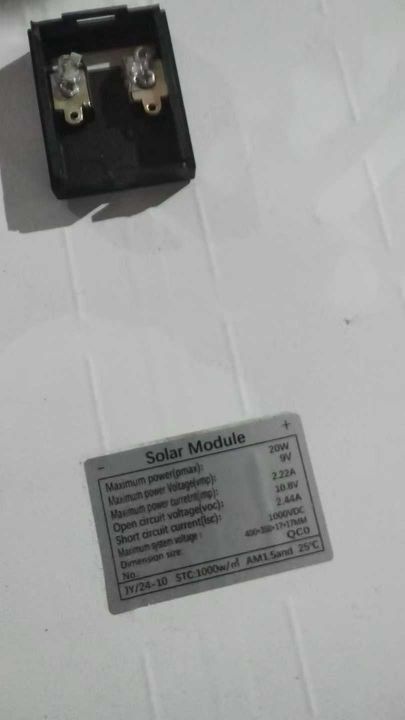 - Solar Module +
Maximum power(pmax): 20W
Maximum power Voltage(vmp): 9V
Maximum power curretnt(imp): 2.22A
Open circuit voltage(voc): 10.8V
Short circuit current(isc): 2.44A
Maximum system voltage: 1000VDC
Dimension size:
No.: QC0
JY/24-10 STC:1000w/㎡ AM1.5and 25℃